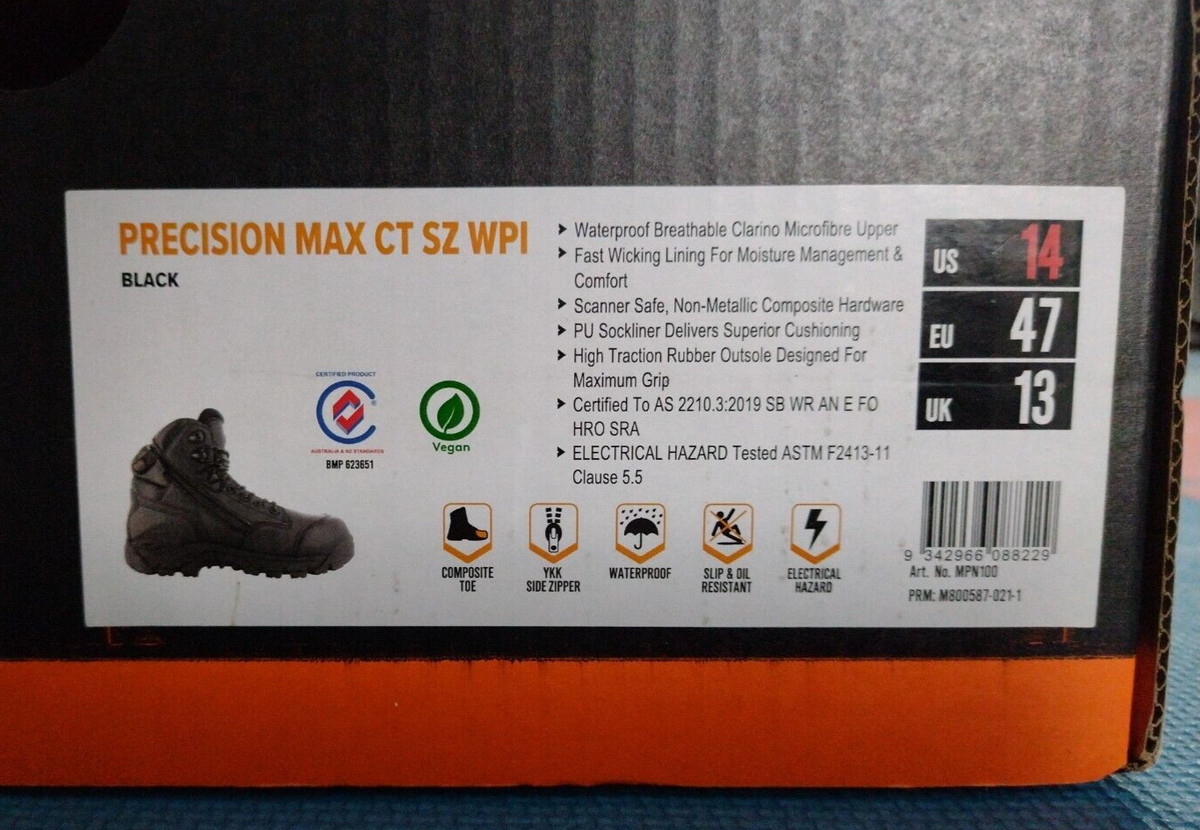 PRECISION MAX CT SZ WPI
BLACK
CERTIFIED PRODUCT
AUSTRALIA & NZ STANDARDS
BMP 623651
Vegan
Waterproof Breathable Clarino Microfibre Upper
Fast Wicking Lining For Moisture Management &
Comfort
Scanner Safe, Non-Metallic Composite Hardware
PU Sockliner Delivers Superior Cushioning
High Traction Rubber Outsole Designed For
Maximum Grip
Certified To AS 2210.3:2019 SB WR AN E FO
HRO SRA
ELECTRICAL HAZARD Tested ASTM F2413-11
Clause 5.5
COMPOSITE
TOE
YKK
SIDE ZIPPER
WATERPROOF
SLIP & OIL
RESISTANT
ELECTRICAL
HAZARD
US 14
EU 47
UK 13
9 342966 088229
Art. No. MPN100
PRM: M800587-021-1